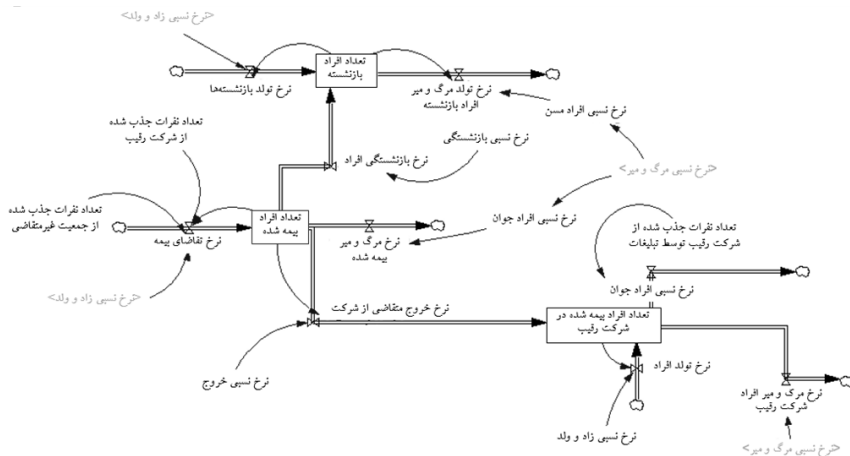 <نرخ نسبی زاد و ولد>
تعداد افراد
بازنشسته
نرخ تولد بازنشسته‌ها
نرخ تولد مرگ و میر
افراد بازنشسته
نرخ نسبی افراد مسن
تعداد نفرات جذب شده
از شرکت رقیب
نرخ بازنشستگی افراد
نرخ نسبی بازنشستگی
<نرخ نسبی مرگ و میر>
تعداد نفرات جذب شده
از جمعیت غیرمتقاضی
نرخ تقاضای بیمه
تعداد افراد
بیمه شده
نرخ مرگ و میر
بیمه شده
نرخ نسبی افراد جوان
تعداد نفرات جذب شده از
شرکت رقیب توسط تبلیغات
<نرخ نسبی زاد و ولد>
نرخ نسبی افراد جوان
نرخ خروج متقاضی از شرکت
تعداد افراد بیمه شده در
شرکت رقیب
نرخ نسبی خروج
نرخ تولد افراد
نرخ مرگ و میر افراد
شرکت رقیب
نرخ نسبی زاد و ولد
<نرخ نسبی مرگ و میر>